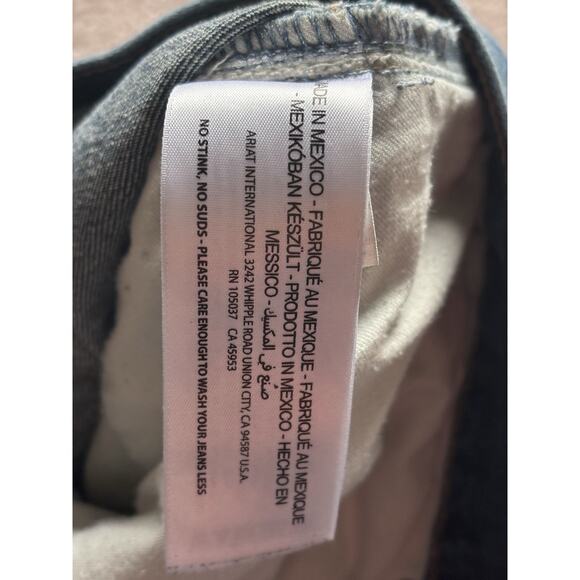 MADE IN MEXICO - FABRIQUÉ AU MEXIQUE - FABRIQUÉ AU MEXIQUE
- MEXIKÓBAN KÉSZÜLT - PRODOTTO IN MEXICO - HECHO EN
MESSICO - صنع في المكسيك
ARIAT INTERNATIONAL 3242 WHIPPLE ROAD UNION CITY, CA 94587 U.S.A.
RN 105037 CA 45953
NO STINK, NO SUDS - PLEASE CARE ENOUGH TO WASH YOUR JEANS LESS